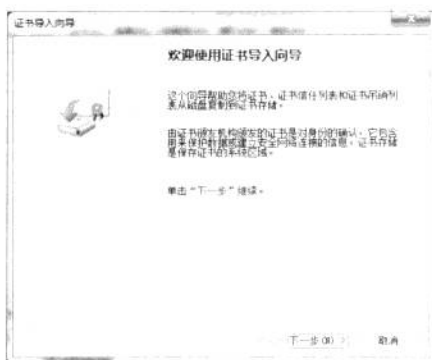 证书导入向导
欢迎使用证书导入向导
这个向导帮助您将证书、证书信任列表和证书吊销列
表从磁盘复制到证书存储。
由证书颁发机构颁发的证书是对身份的确认，它包含
用来保护数据或建立安全网络连接的信息。证书存储
是保存证书的系统区域。
单击“下一步”继续。
下一步(N) >
取消